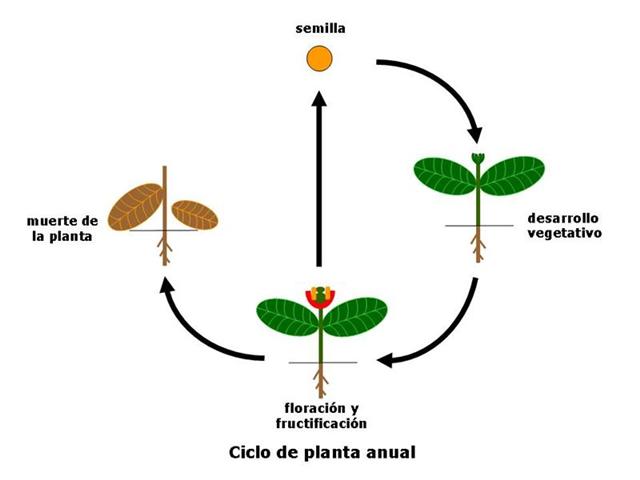 semilla
desarrollo
vegetativo
muerte de
la planta
floración y
fructificación
Ciclo de planta anual